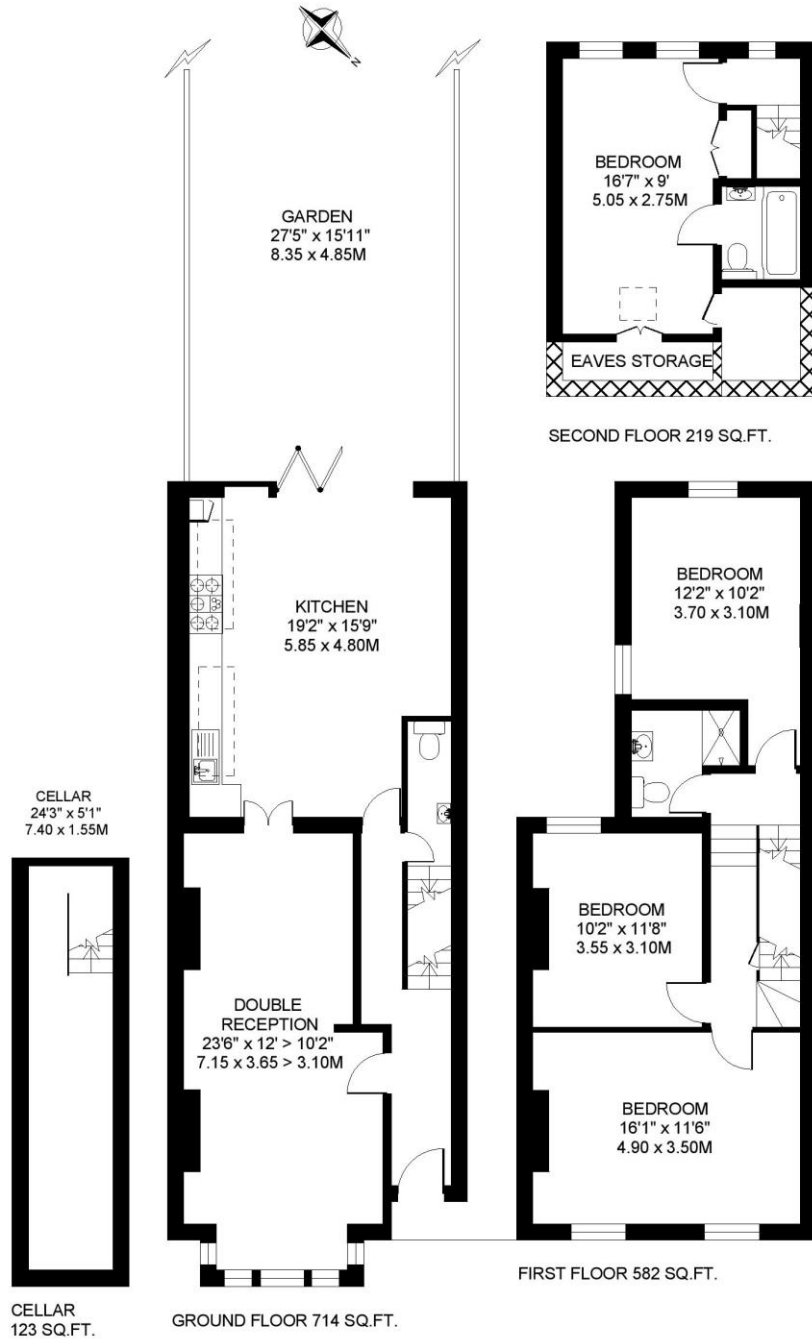 N
GARDEN
27'5" x 15'11"
8.35 x 4.85M
BEDROOM
16'7" x 9'
5.05 x 2.75M
EAVES STORAGE
SECOND FLOOR 219 SQ.FT.
KITCHEN
19'2" x 15'9"
5.85 x 4.80M
BEDROOM
12'2" x 10'2"
3.70 x 3.10M
CELLAR
24'3" x 5'1"
7.40 x 1.55M
BEDROOM
10'2" x 11'8"
3.55 x 3.10M
DOUBLE
RECEPTION
23'6" x 12' > 10'2"
7.15 x 3.65 > 3.10M
BEDROOM
16'1" x 11'6"
4.90 x 3.50M
FIRST FLOOR 582 SQ.FT.
CELLAR
123 SQ.FT.
GROUND FLOOR 714 SQ.FT.